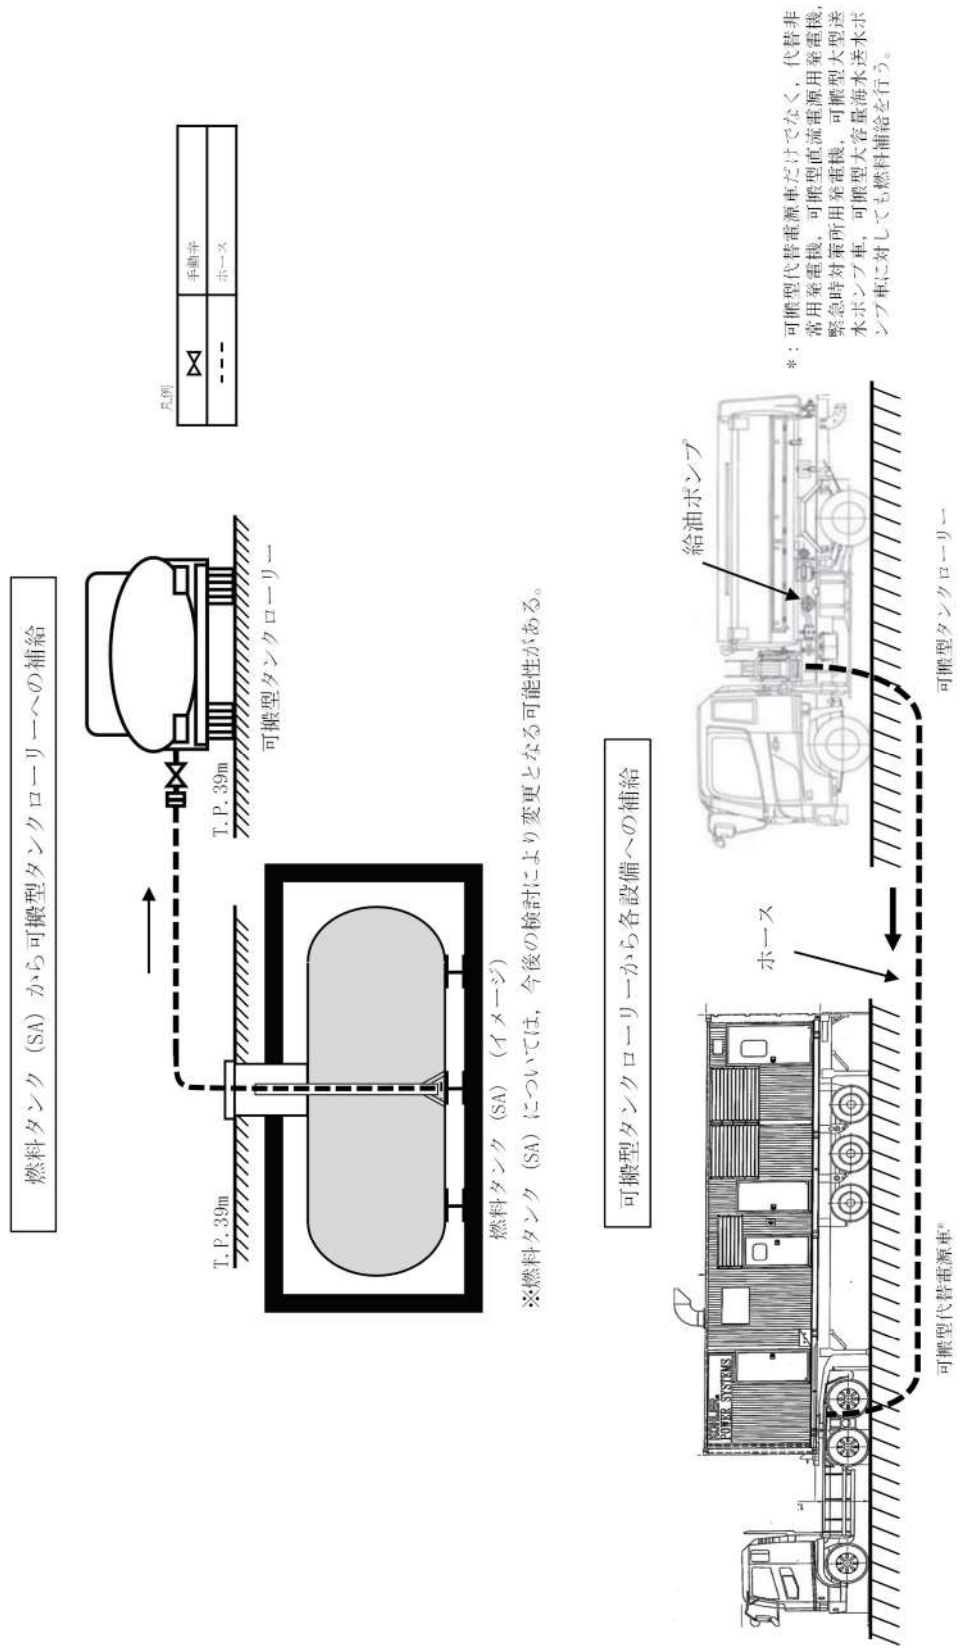 燃料タンク（SA）から可搬型タンクローリーへの補給
凡例
手動弁
ホース
T.P.39m
T.P.39m
可搬型タンクローリー
燃料タンク（SA）（イメージ）
※燃料タンク（SA）については，今後の検討により変更となる可能性がある。
可搬型タンクローリーから各設備への補給
給油ポンプ
ホース
POWER SYSTEMS
可搬型代替電源車*
可搬型タンクローリー
*：可搬型代替電源車だけでなく，代替非
常用発電機，可搬型直流電源用発電機，
緊急時対策所用発電機，可搬型大型送
水ポンプ車，可搬型大容量海水送水ポ
ンプ車に対しても燃料補給を行う。